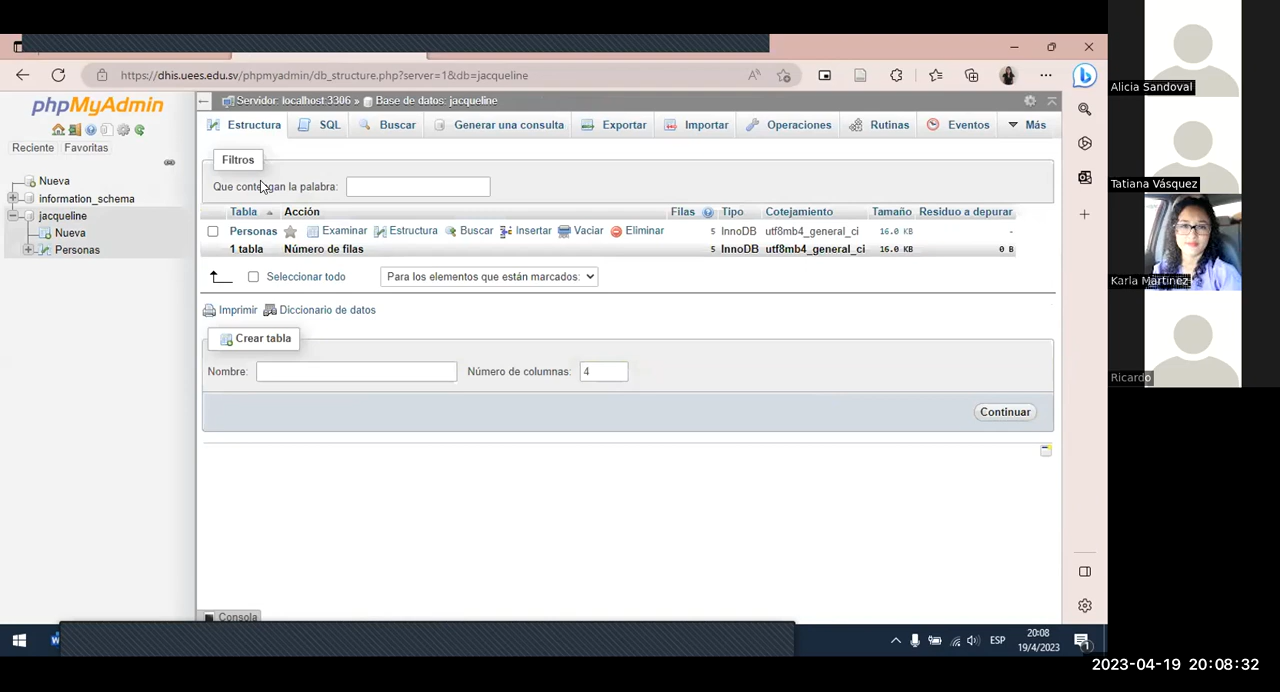 https://dhis.uees.edu.sv/phpmyadmin/db_structure.php?server=1&db=jacqueline
phpMyAdmin
Reciente Favoritas
Nueva
information_schema
jacqueline
Nueva
Personas
Servidor: localhost:3306 » Base de datos: jacqueline
Estructura SQL Buscar Generar una consulta Exportar Importar Operaciones Rutinas Eventos Más
Filtros
Que contengan la palabra:
Tabla Acción Filas Tipo Cotejamiento Tamaño Residuo a depurar
Personas Examinar Estructura Buscar Insertar Vaciar Eliminar 5 InnoDB utf8mb4_general_ci 16.0 KB -
1 tabla Número de filas 5 InnoDB utf8mb4_general_ci 16.0 KB 0 B
Seleccionar todo Para los elementos que están marcados:
Imprimir Diccionario de datos
Crear tabla
Nombre: Número de columnas: 4
Continuar
Consola
ESP
20:08
19/4/2023
1
Alicia Sandoval
Tatiana Vásquez
Karla Martinez
Ricardo
2023-04-19 20:08:32